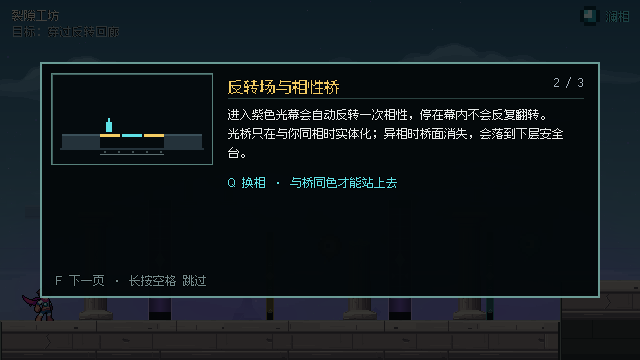 裂隙工坊
目标：穿过反转回廊
澜相
反转场与相性桥
2 / 3
进入紫色光幕会自动反转一次相性，停在幕内不会反复翻转。
光桥只在与你同相时实体化；异相时桥面消失，会落到下层安全
台。
Q 换相 · 与桥同色才能站上去
F 下一页 · 长按空格 跳过